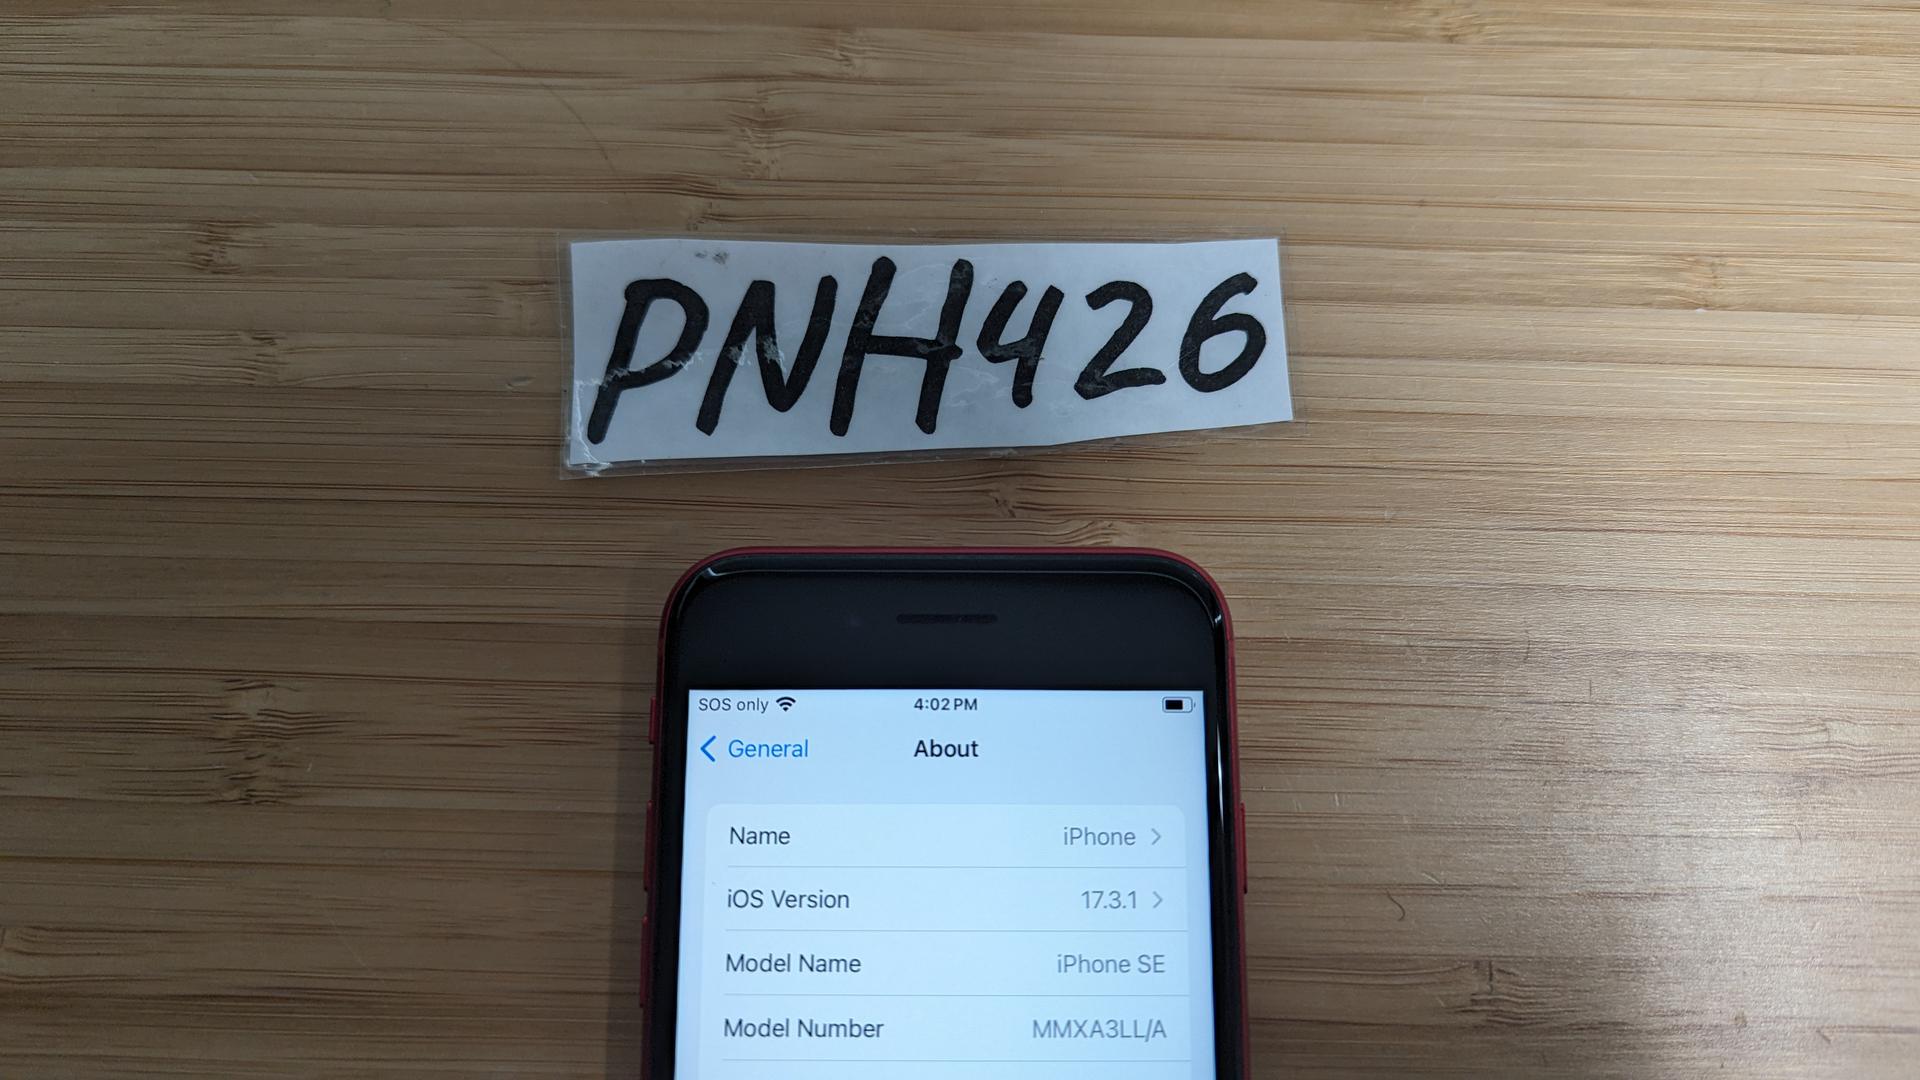 PNH426
SOS only 4:02 PM
General About
Name iPhone
iOS Version 17.3.1
Model Name iPhone SE
Model Number MMXA3LL/A